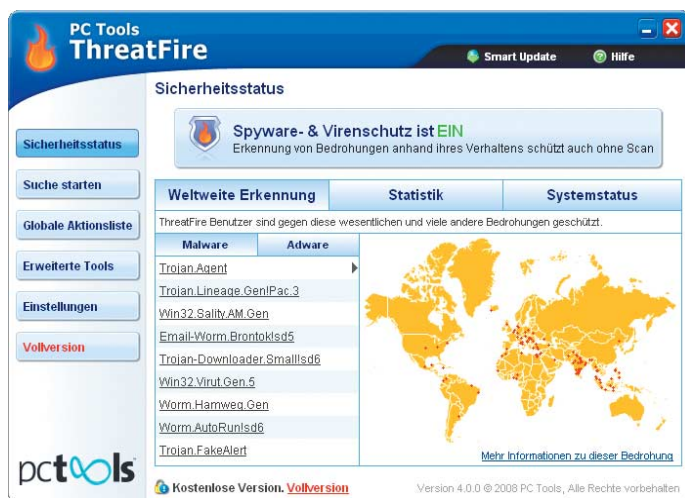 PC Tools
ThreatFire
Smart Update
Hilfe
Sicherheitsstatus
Sicherheitsstatus
Suche starten
Globale Aktionsliste
Erweiterte Tools
Einstellungen
Vollversion
Spyware- & Virenschutz ist EIN
Erkennung von Bedrohungen anhand ihres Verhaltens schützt auch ohne Scan
Weltweite Erkennung
Statistik
Systemstatus
ThreatFire Benutzer sind gegen diese wesentlichen und viele andere Bedrohungen geschützt.
Malware
Adware
Trojan.Agent
Trojan.Lineage.Gen!Pac.3
Win32.Sality.AM.Gen
Email-Worm.Brontok!sd5
Trojan-Downloader.Small!sd6
Win32.Virut.Gen.5
Worm.Hamweq.Gen
Worm.AutoRun!sd6
Trojan.FakeAlert
Mehr Informationen zu dieser Bedrohung
pctools
Kostenlose Version. Vollversion
Version 4.0.0 © 2008 PC Tools, Alle Rechte vorbehalten